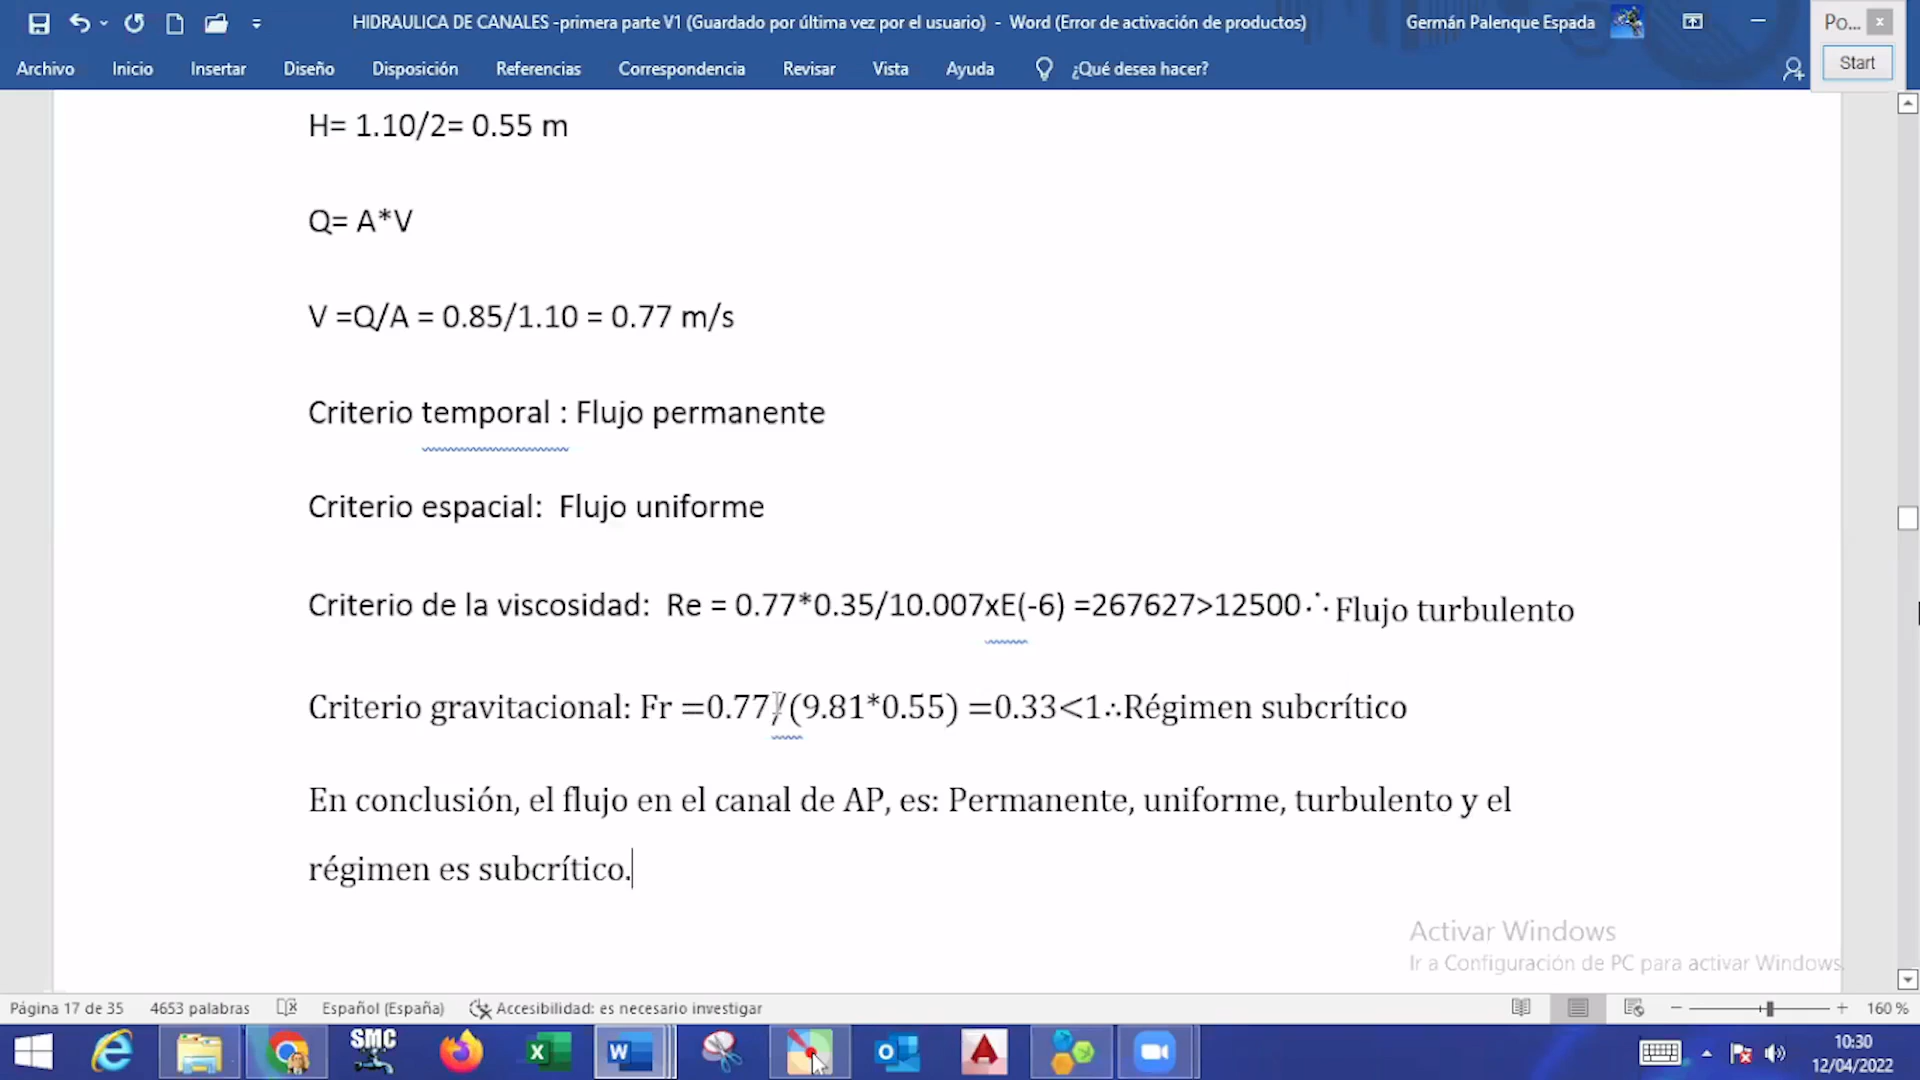 HIDRAULICA DE CANALES -primera parte V1 (Guardado por última vez por el usuario) - Word (Error de activación de productos)
Germán Palenque Espada
Po...
Start
Archivo Inicio Insertar Diseño Disposición Referencias Correspondencia Revisar Vista Ayuda ¿Qué desea hacer?
H= 1.10/2= 0.55 m
Q= A*V
V =Q/A = 0.85/1.10 = 0.77 m/s
Criterio temporal : Flujo permanente
Criterio espacial: Flujo uniforme
Criterio de la viscosidad: Re = 0.77*0.35/10.007xE(-6) =267627>12500∴Flujo turbulento
Criterio gravitacional: Fr =0.77/(9.81*0.55) =0.33<1∴Régimen subcrítico
En conclusión, el flujo en el canal de AP, es: Permanente, uniforme, turbulento y el
régimen es subcrítico.
Activar Windows
Ir a Configuración de PC para activar Windows.
Página 17 de 35 4653 palabras Español (España) Accesibilidad: es necesario investigar 160 %
SMC
10:30
12/04/2022